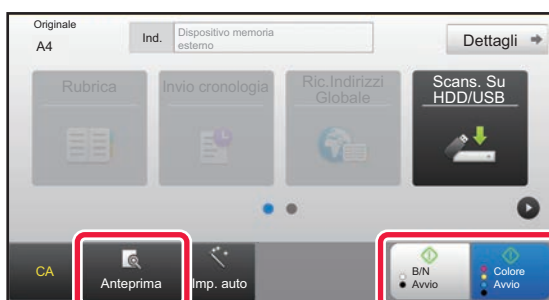 Originale
A4
Ind.
Dispositivo memoria
esterno
Dettagli
Rubrica
Invio cronologia
Ric.Indirizzi
Globale
Scans. Su
HDD/USB
CA
Anteprima
Imp. auto
B/N
Avvio
Colore
Avvio